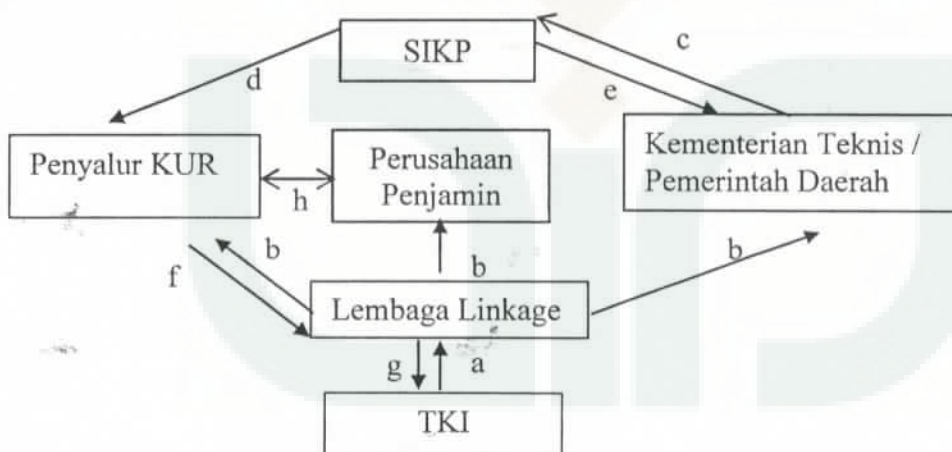 SIKP
c
d
e
Penyalur KUR
Perusahaan
Penjamin
Kementerian Teknis /
Pemerintah Daerah
h
b
b
b
f
Lembaga Linkage
g
a
TKI